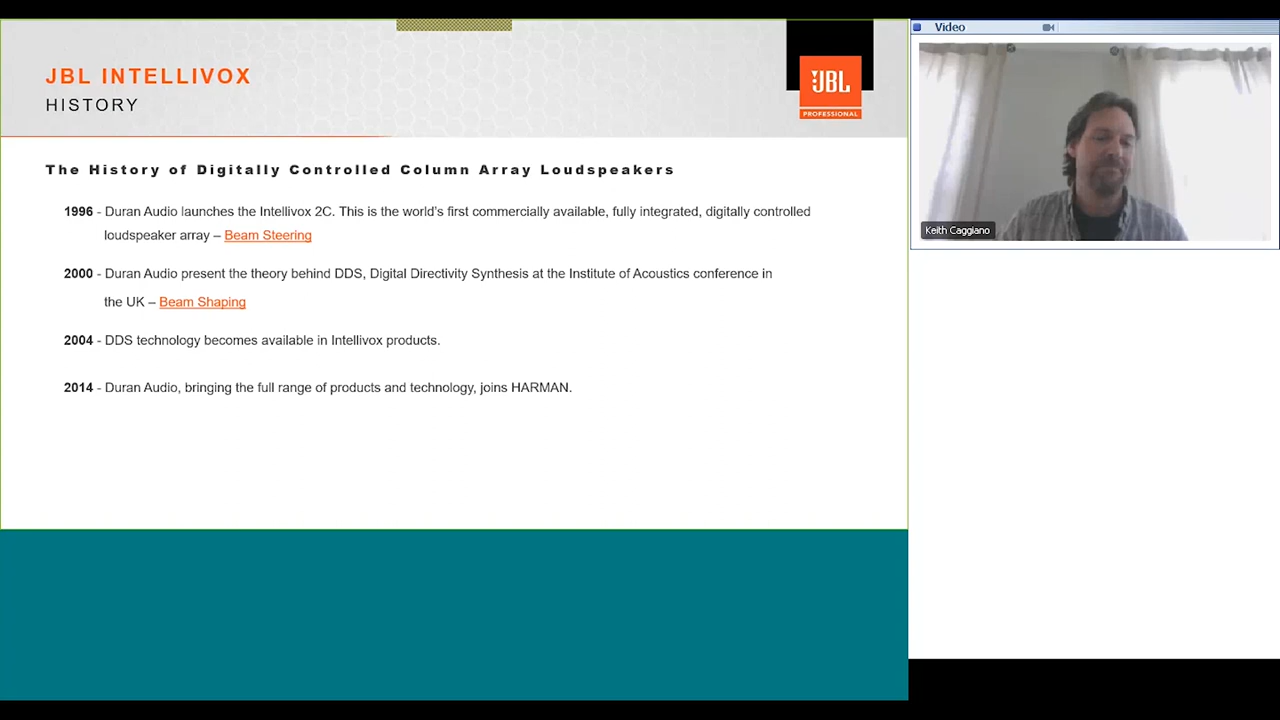 JBL INTELLIVOX
HISTORY
JBL
PROFESSIONAL
The History of Digitally Controlled Column Array Loudspeakers
1996 - Duran Audio launches the Intellivox 2C. This is the world's first commercially available, fully integrated, digitally controlled
loudspeaker array – Beam Steering
2000 - Duran Audio present the theory behind DDS, Digital Directivity Synthesis at the Institute of Acoustics conference in
the UK – Beam Shaping
2004 - DDS technology becomes available in Intellivox products.
2014 - Duran Audio, bringing the full range of products and technology, joins HARMAN.
Video
Keith Caggiano